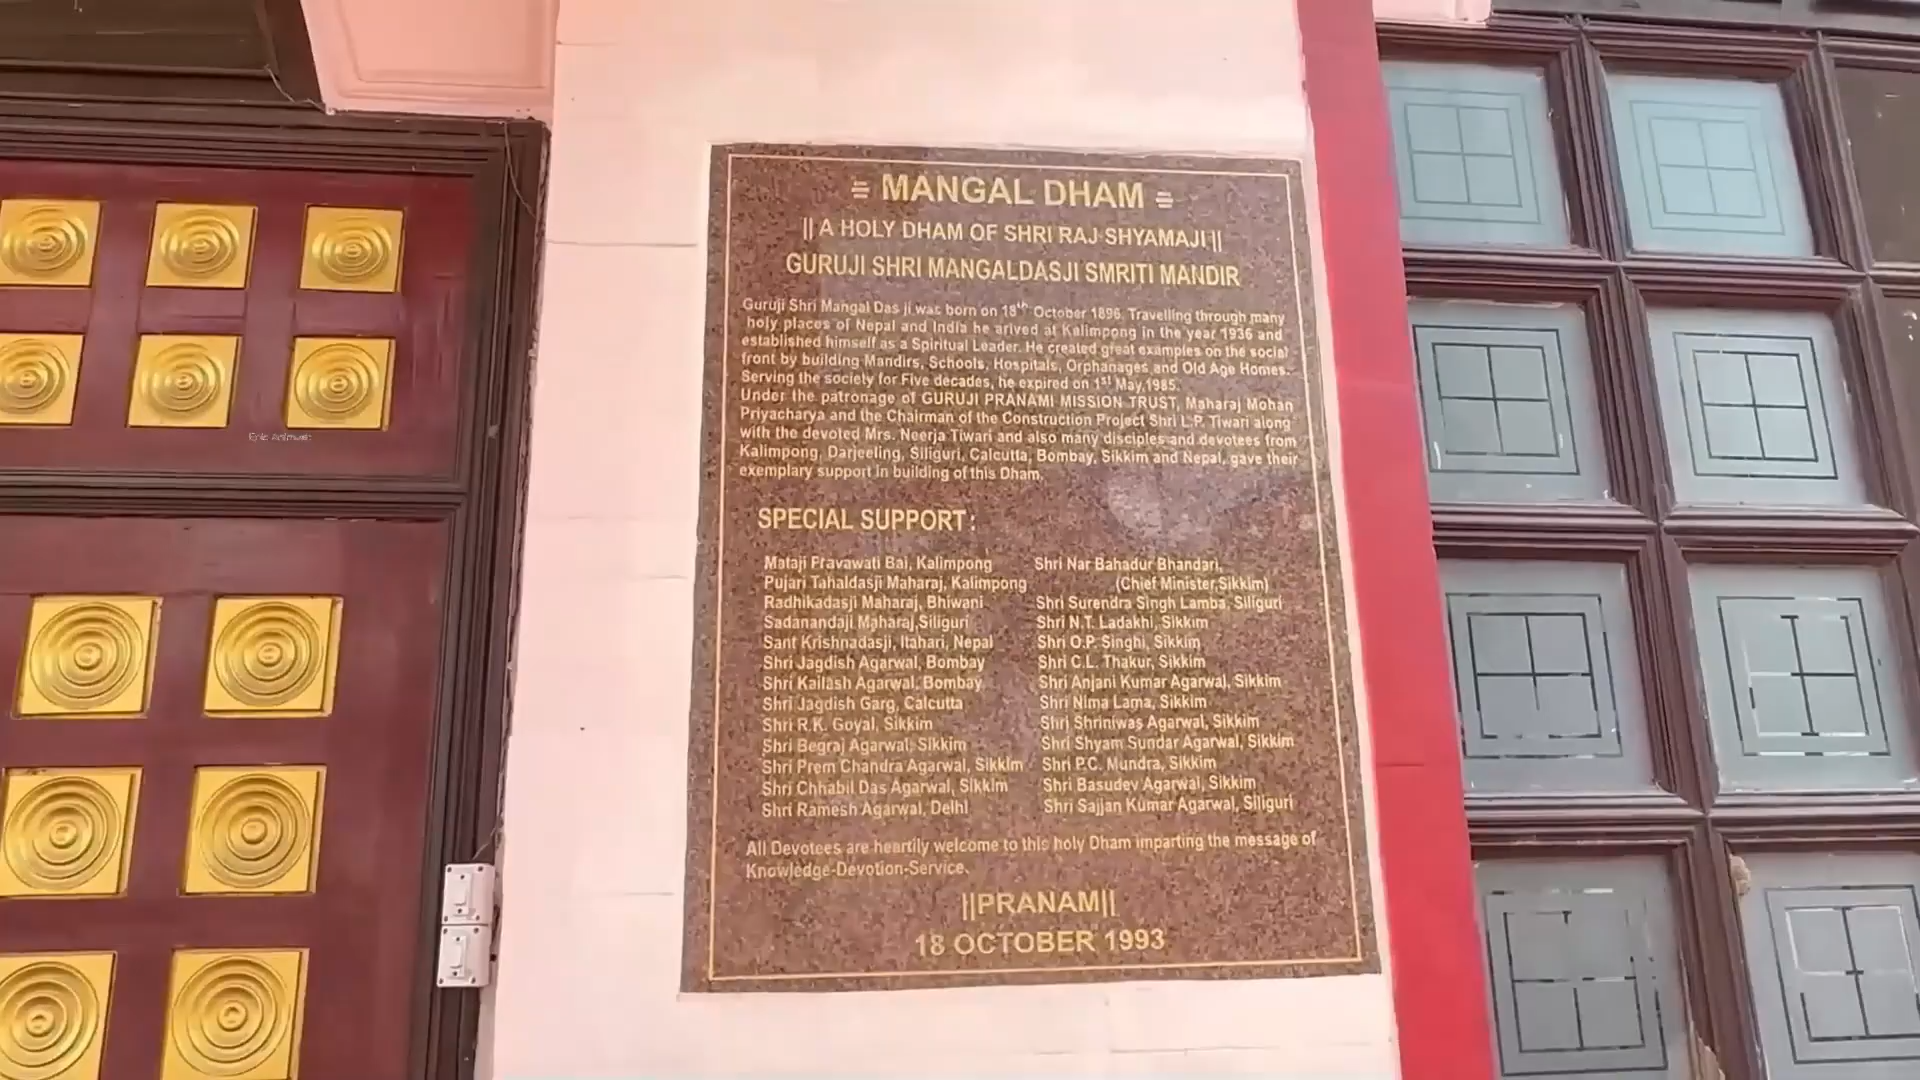 = MANGAL DHAM =
|| A HOLY DHAM OF SHRI RAJ SHYAMAJI ||
GURUJI SHRI MANGALDASJI SMRITI MANDIR
Guruji Shri Mangal Das ji was born on 18th October 1896. Travelling through many
holy places of Nepal and India he arived at Kalimpong in the year 1936 and
established himself as a Spiritual Leader. He created great examples on the social
front by building Mandirs, Schools, Hospitals, Orphanages and Old Age Homes.
Serving the society for Five decades, he expired on 1st May,1985.
Under the patronage of GURUJI PRANAMI MISSION TRUST, Maharaj Mohan
Priyacharya and the Chairman of the Construction Project Shri L.P. Tiwari along
with the devoted Mrs. Neerja Tiwari and also many disciples and devotees from
Kalimpong, Darjeeling, Siliguri, Calcutta, Bombay, Sikkim and Nepal, gave their
exemplary support in building of this Dham.
SPECIAL SUPPORT:
Mataji Pravawati Bai, Kalimpong
Pujari Tahaldasji Maharaj, Kalimpong
Radhikadasji Maharaj, Bhiwani
Sadanandaji Maharaj,Siliguri
Sant Krishnadasji, Itahari, Nepal
Shri Jagdish Agarwal, Bombay
Shri Kailash Agarwal, Bombay
Shri Jagdish Garg, Calcutta
Shri R.K. Goyal, Sikkim
Shri Begraj Agarwal, Sikkim
Shri Prem Chandra Agarwal, Sikkim
Shri Chhabil Das Agarwal, Sikkim
Shri Ramesh Agarwal, Delhi
Shri Nar Bahadur Bhandari,
(Chief Minister,Sikkim)
Shri Surendra Singh Lamba, Siliguri
Shri N.T. Ladakhi, Sikkim
Shri O.P. Singhi, Sikkim
Shri C.L. Thakur, Sikkim
Shri Anjani Kumar Agarwal, Sikkim
Shri Nima Lama, Sikkim
Shri Shriniwas Agarwal, Sikkim
Shri Shyam Sundar Agarwal, Sikkim
Shri P.C. Mundra, Sikkim
Shri Basudev Agarwal, Sikkim
Shri Sajjan Kumar Agarwal, Siliguri
All Devotees are heartily welcome to this holy Dham imparting the message of
Knowledge-Devotion-Service.
||PRANAM||
18 OCTOBER 1993